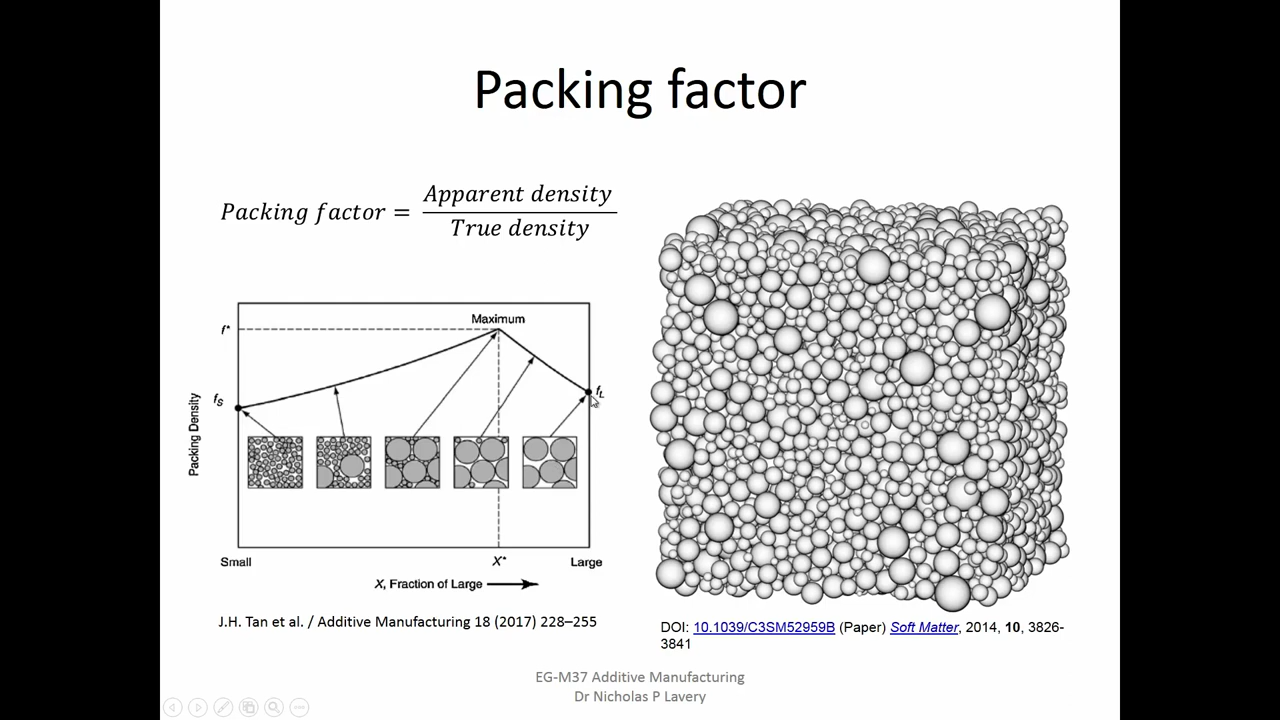 Packing factor
Packing factor = Apparent density / True density
Maximum
f*
fS
fL
Packing Density
Small
X*
Large
X, Fraction of Large
J.H. Tan et al. / Additive Manufacturing 18 (2017) 228–255
DOI: 10.1039/C3SM52959B (Paper) Soft Matter, 2014, 10, 3826-
3841
EG-M37 Additive Manufacturing
Dr Nicholas P Lavery